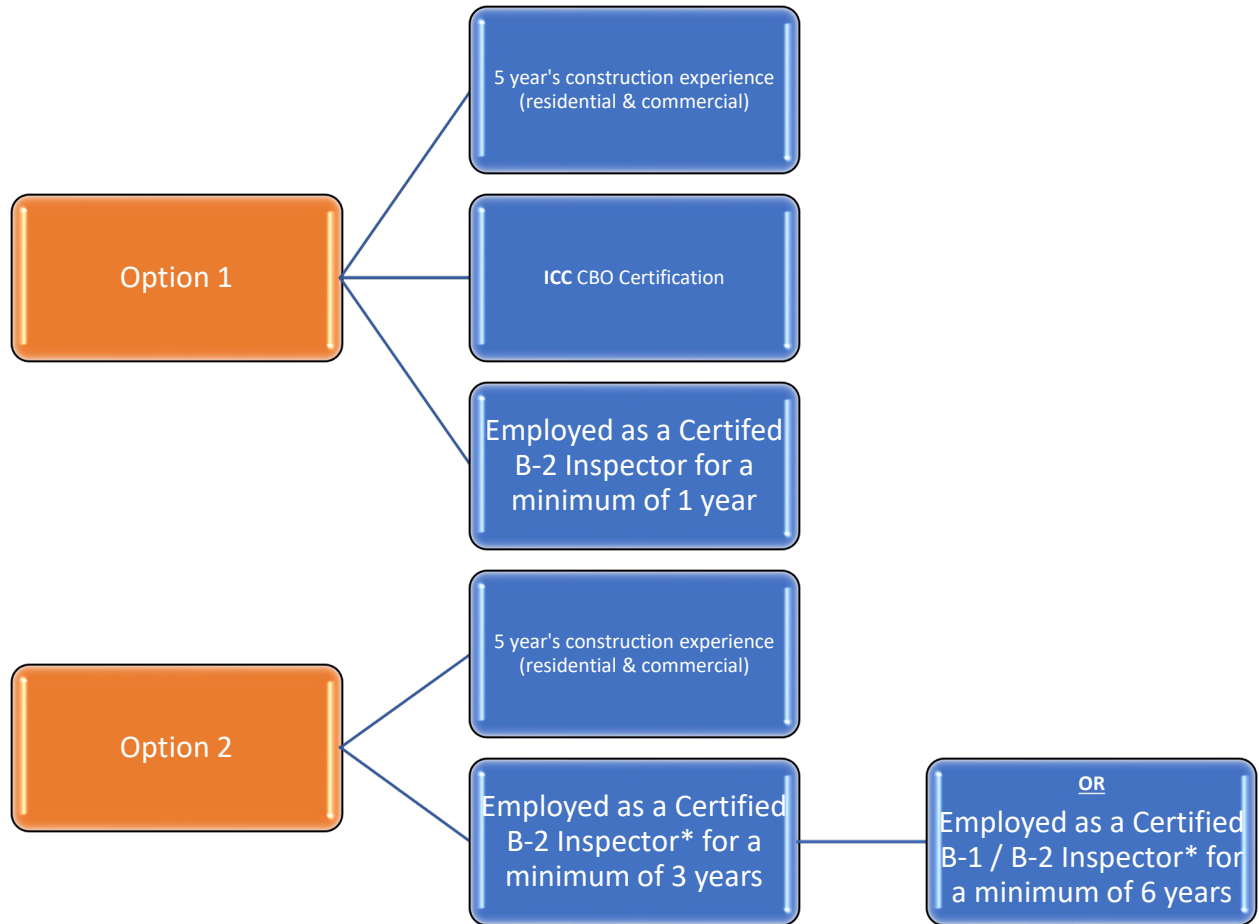 Option 1
5 year's construction experience
(residential & commercial)
ICC CBO Certification
Employed as a Certifed
B-2 Inspector for a
minimum of 1 year
Option 2
5 year's construction experience
(residential & commercial)
Employed as a Certified
B-2 Inspector* for a
minimum of 3 years
OR
Employed as a Certified
B-1 / B-2 Inspector* for
a minimum of 6 years